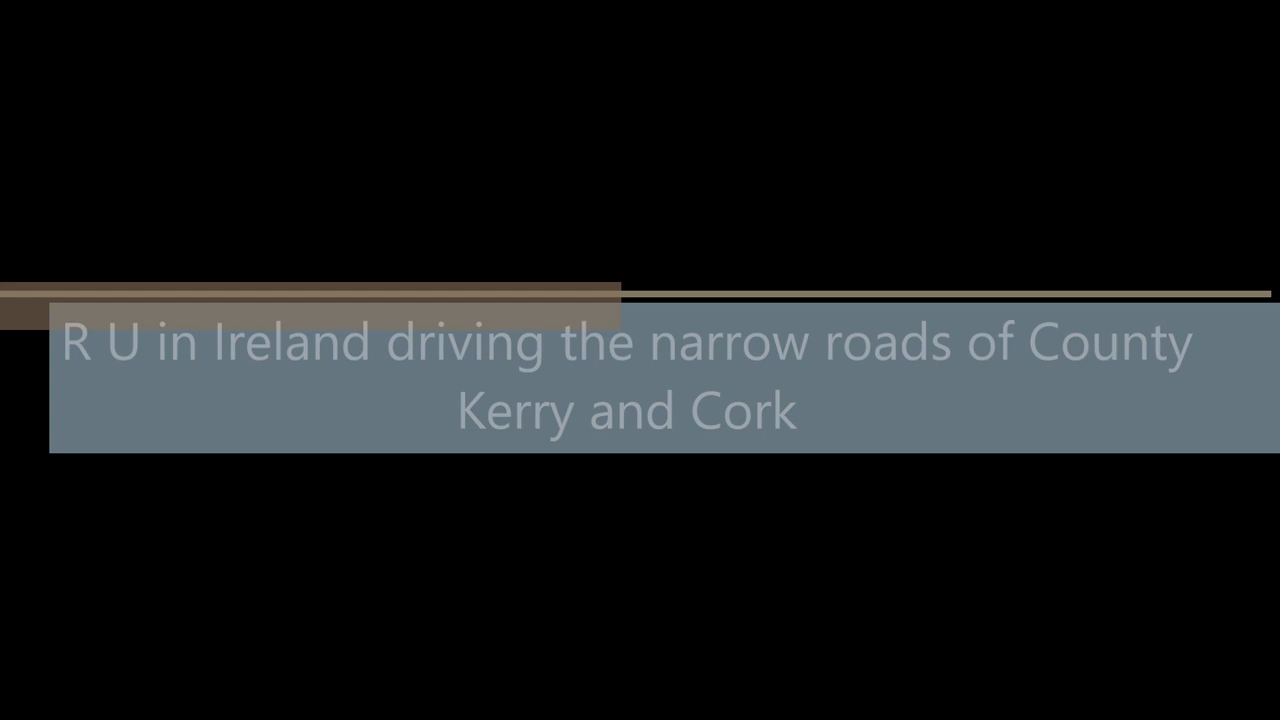 R U in Ireland driving the narrow roads of County
Kerry and Cork